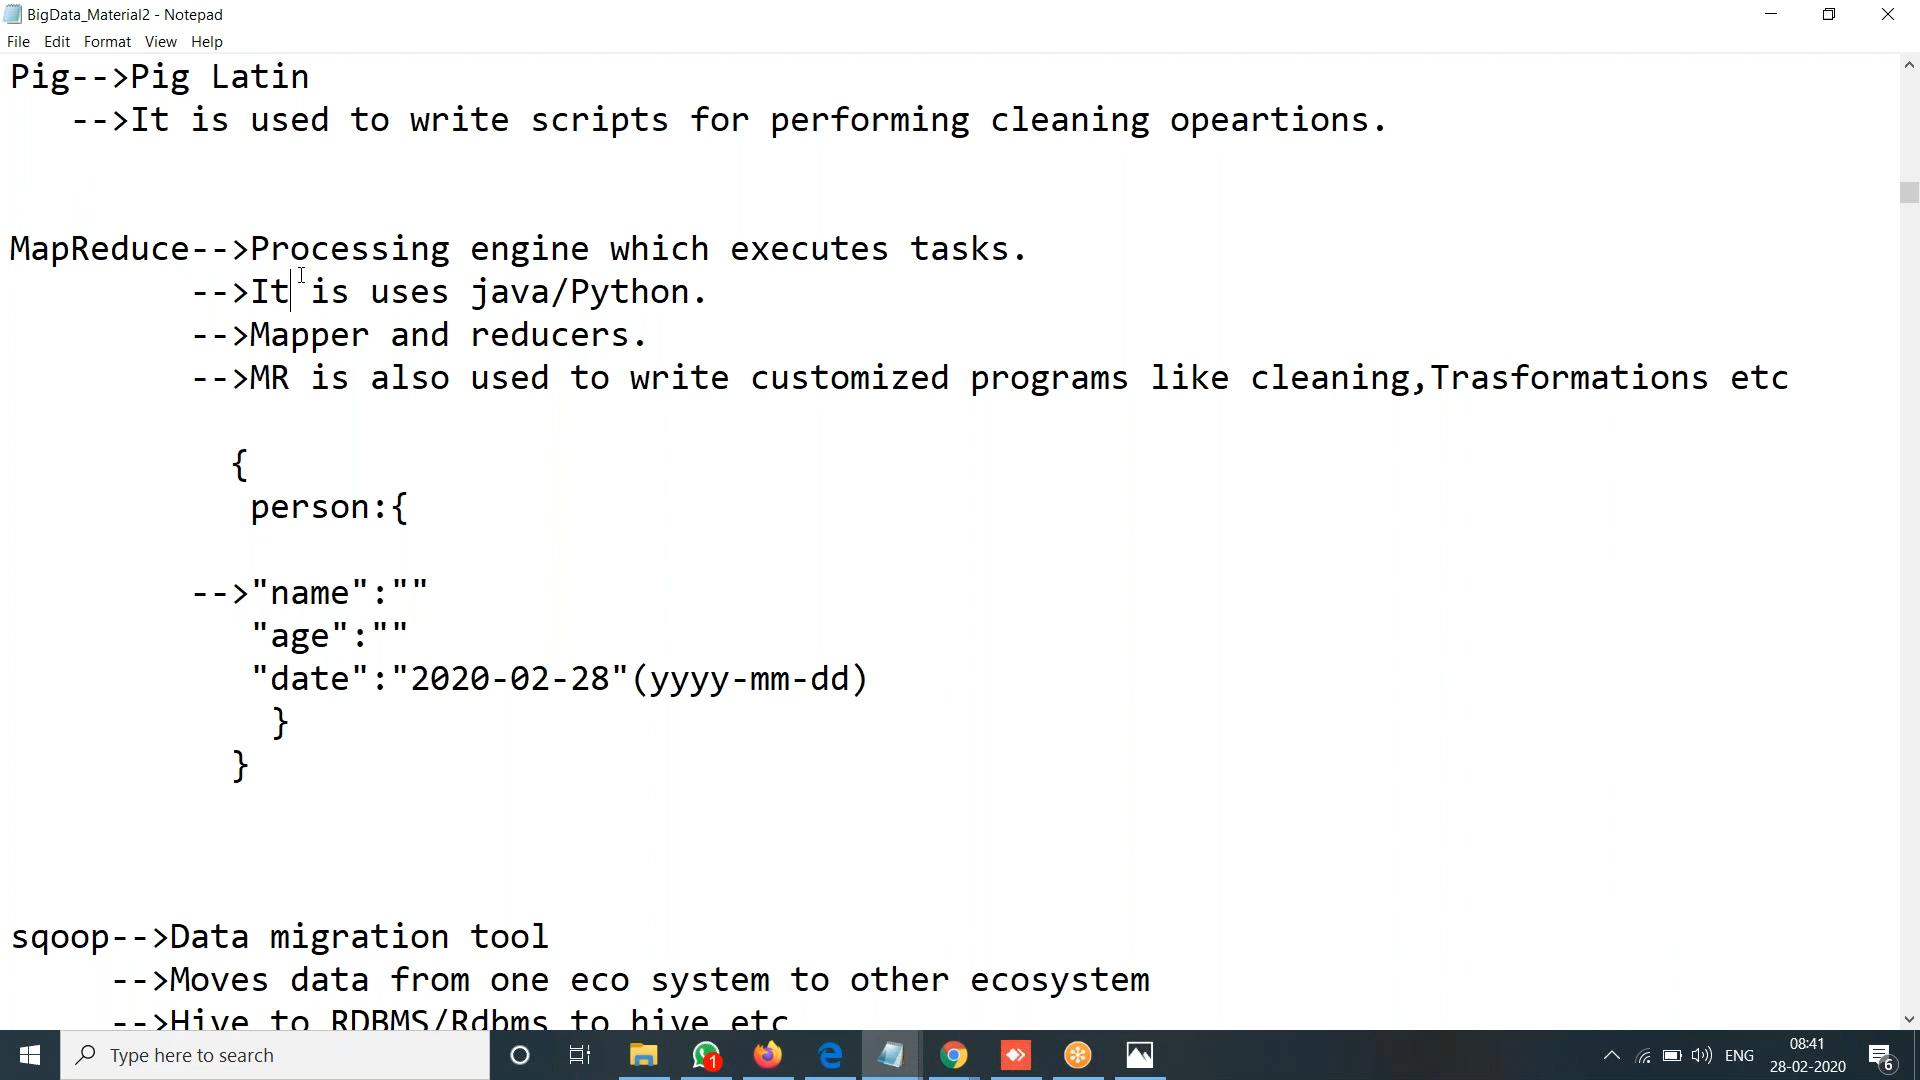 BigData_Material2 - Notepad
File Edit Format View Help
Pig-->Pig Latin
-->It is used to write scripts for performing cleaning opeartions.
MapReduce-->Processing engine which executes tasks.
-->It is uses java/Python.
-->Mapper and reducers.
-->MR is also used to write customized programs like cleaning,Trasformations etc
{
person:{
-->"name":""
"age":""
"date":"2020-02-28"(yyyy-mm-dd)
}
}
sqoop-->Data migration tool
-->Moves data from one eco system to other ecosystem
-->Hive to RDBMS/Rdbms to hive etc
Type here to search
1
ENG
08:41
28-02-2020
6